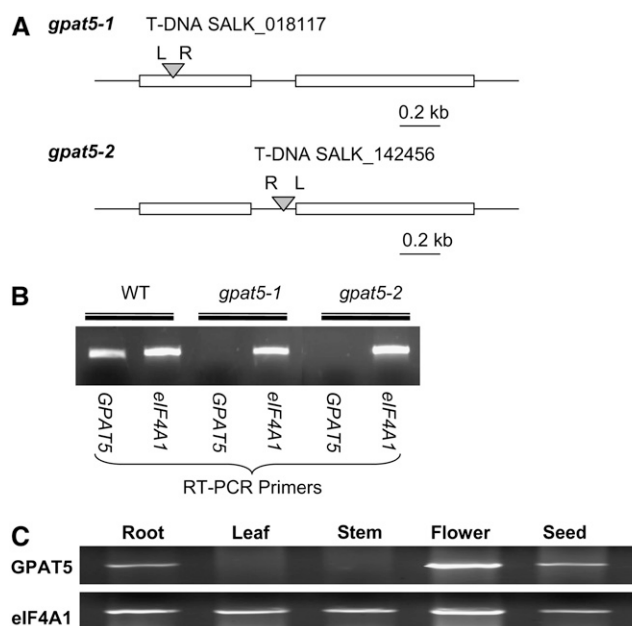 A
gpat5-1 T-DNA SALK_018117
L R
0.2 kb
gpat5-2 T-DNA SALK_142456
R L
0.2 kb
B
WT gpat5-1 gpat5-2
GPAT5 eIF4A1 GPAT5 eIF4A1 GPAT5 eIF4A1
RT-PCR Primers
C
Root Leaf Stem Flower Seed
GPAT5
eIF4A1